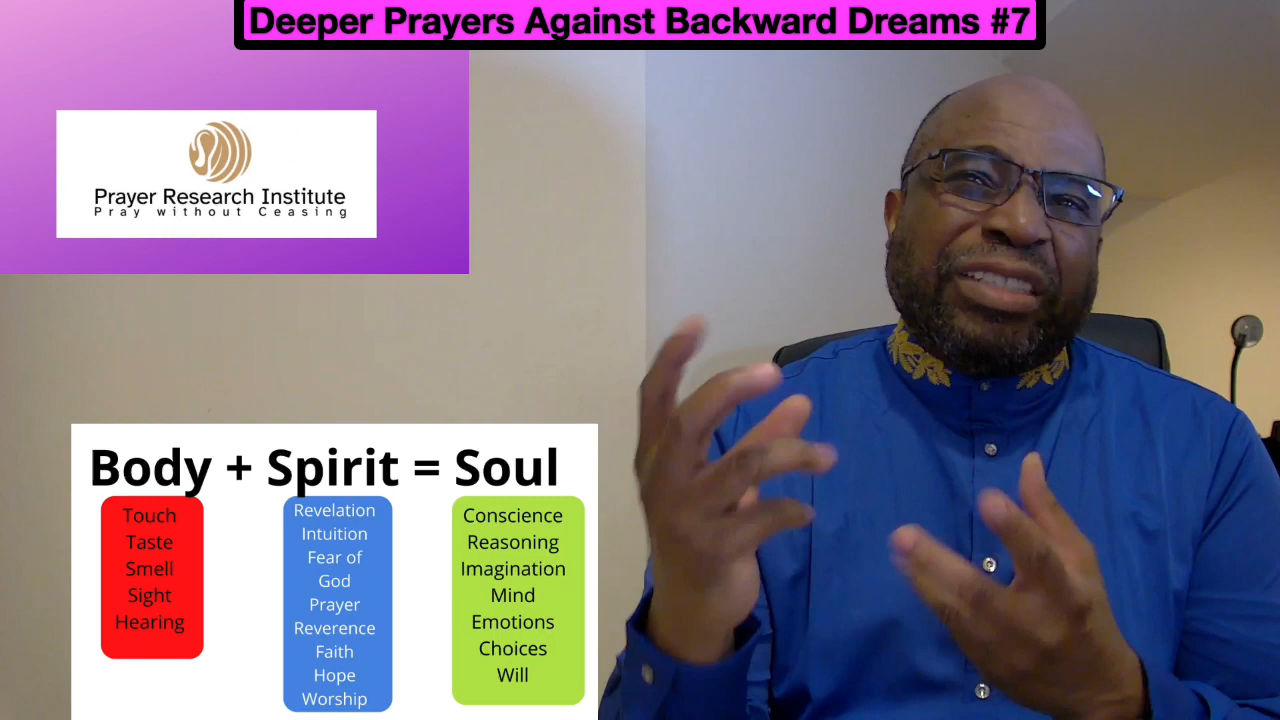 Deeper Prayers Against Backward Dreams #7
Prayer Research Institute
Pray without Ceasing
Body + Spirit = Soul
Touch
Taste
Smell
Sight
Hearing
Revelation
Intuition
Fear of
God
Prayer
Reverence
Faith
Hope
Worship
Conscience
Reasoning
Imagination
Mind
Emotions
Choices
Will